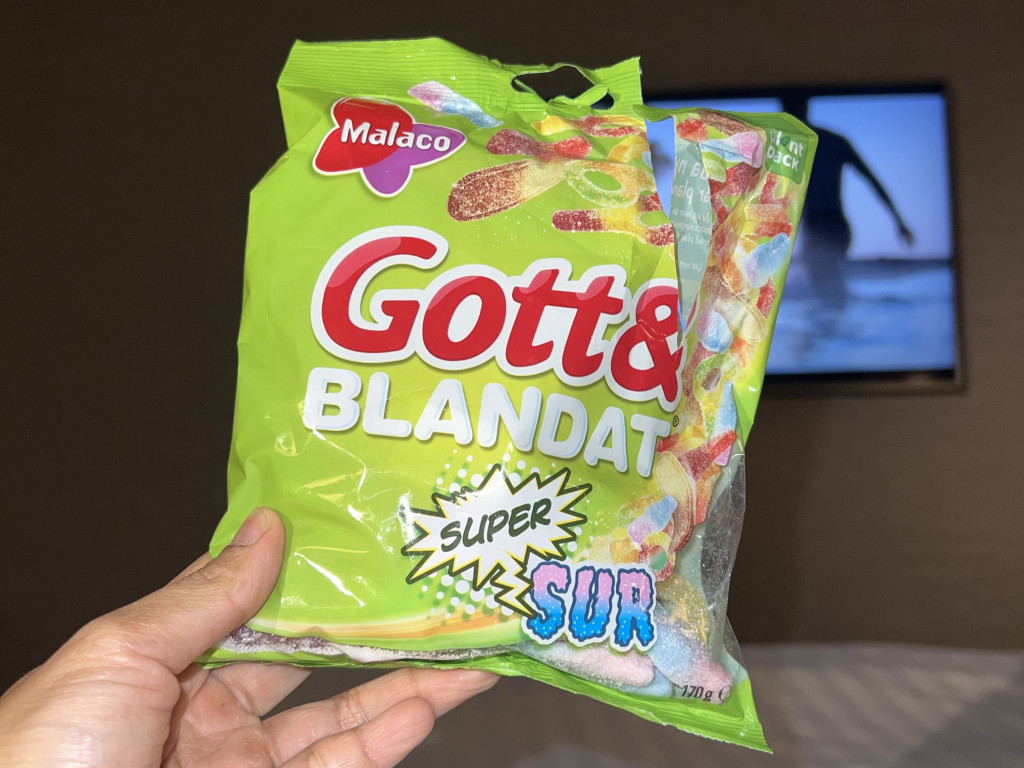 Malaco
Gott&
BLANDAT®
SUPER
SUR
170g